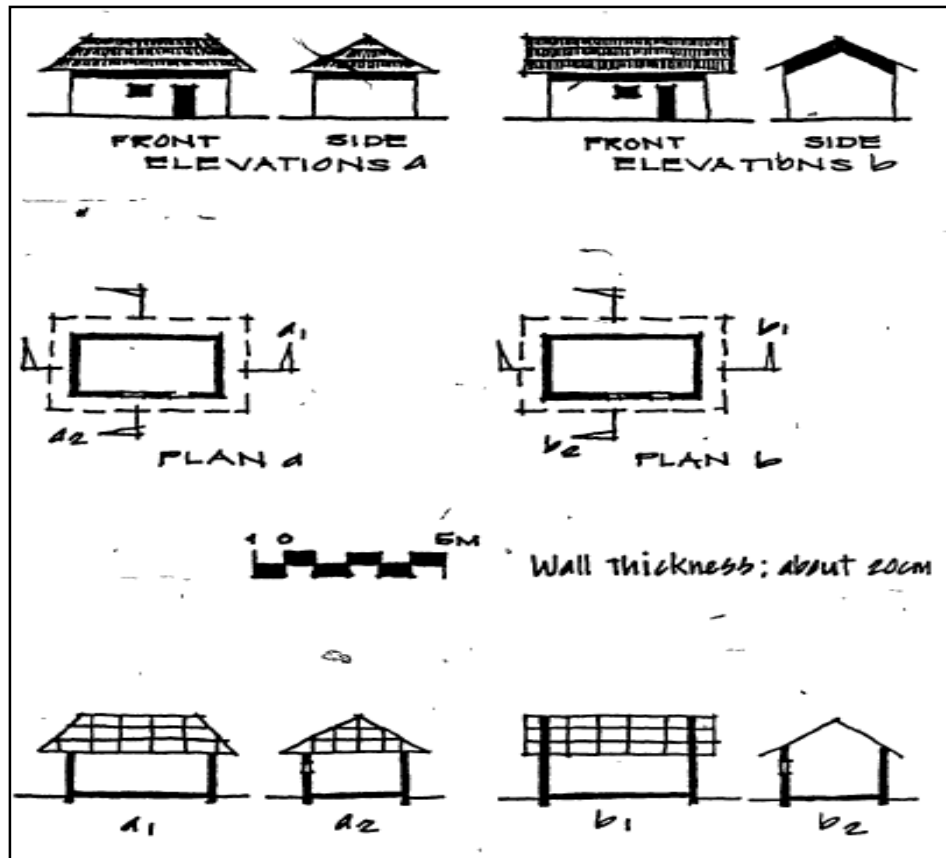 FRONT SIDE
ELEVATIONS a
FRONT SIDE
ELEVATIONS b
a1
a2
PLAN a
b1
b2
PLAN b
1 0 5M
Wall Thickness: about 20cm
a1 a2 b1 b2